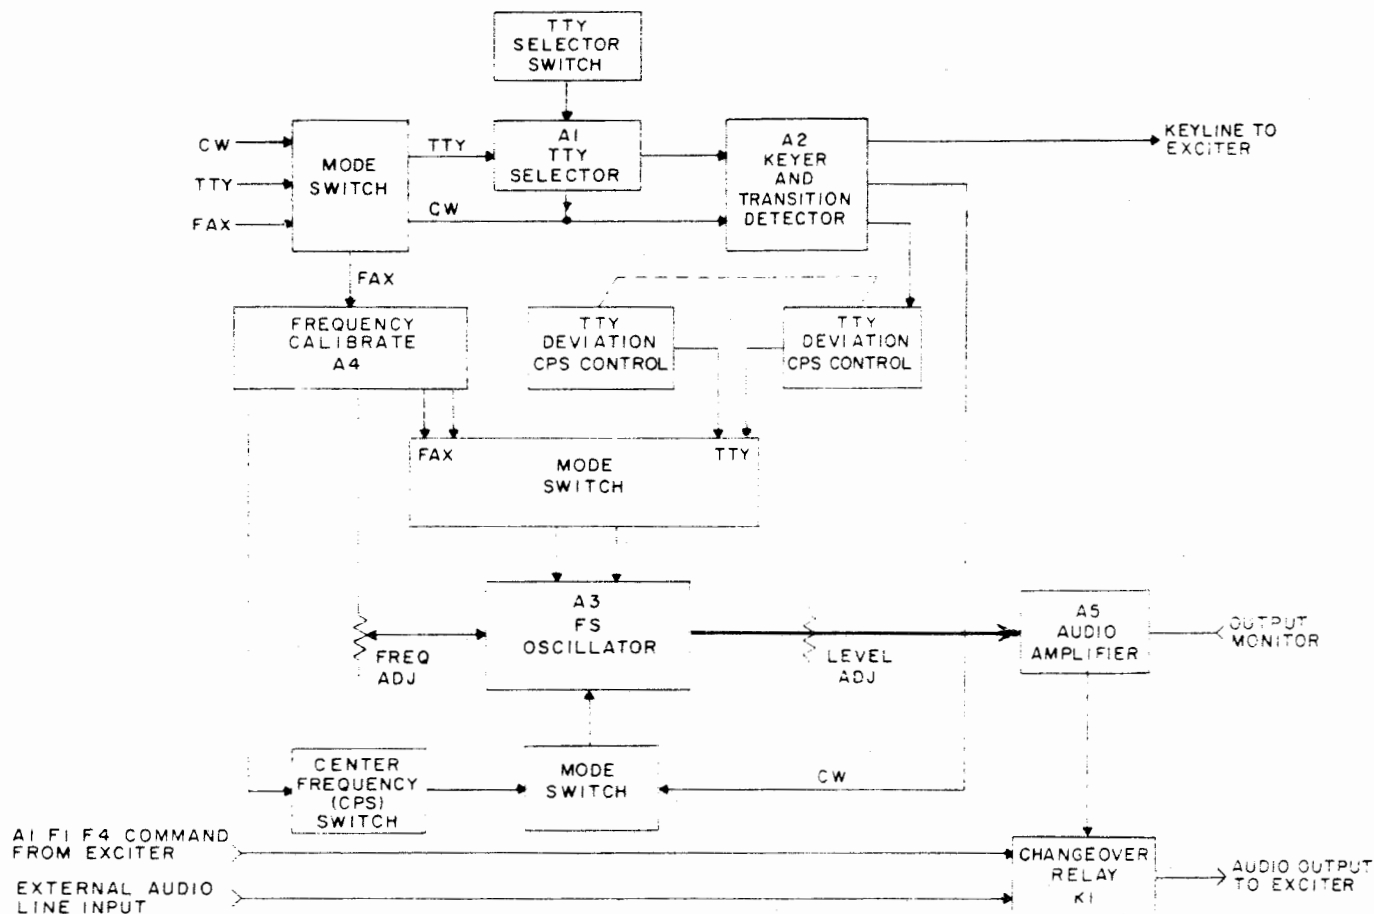 TTY
SELECTOR
SWITCH
CW
TTY
FAX
MODE
SWITCH
TTY
CW
A1
TTY
SELECTOR
A2
KEYER
AND
TRANSITION
DETECTOR
KEYLINE TO
EXCITER
FAX
FREQUENCY
CALIBRATE
A4
TTY
DEVIATION
CPS CONTROL
TTY
DEVIATION
CPS CONTROL
FAX
TTY
MODE
SWITCH
A3
FS
OSCILLATOR
FREQ
ADJ
LEVEL
ADJ
A5
AUDIO
AMPLIFIER
OUTPUT
MONITOR
CENTER
FREQUENCY
(CPS)
SWITCH
MODE
SWITCH
CW
A1 F1 F4 COMMAND
FROM EXCITER
EXTERNAL AUDIO
LINE INPUT
CHANGEOVER
RELAY
K1
AUDIO OUTPUT
TO EXCITER